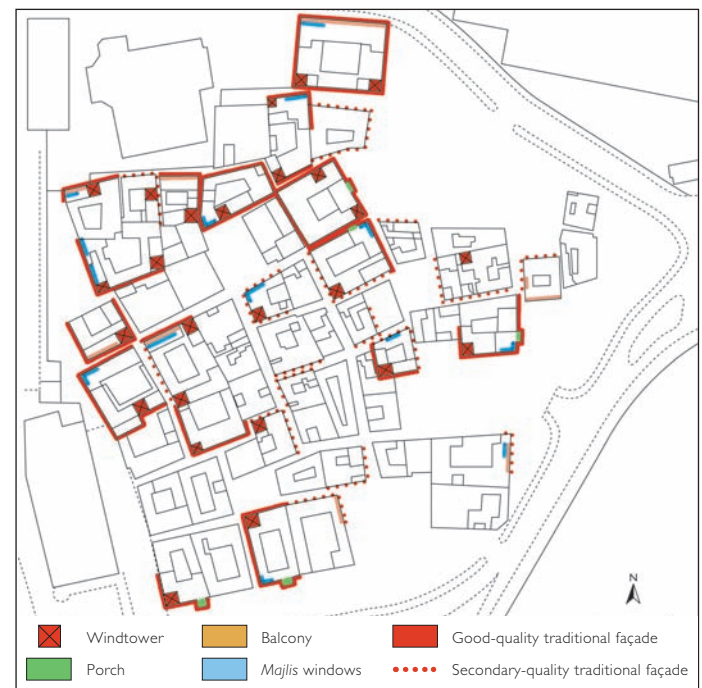 N
Windtower Balcony Good-quality traditional façade
Porch Majlis windows Secondary-quality traditional façade